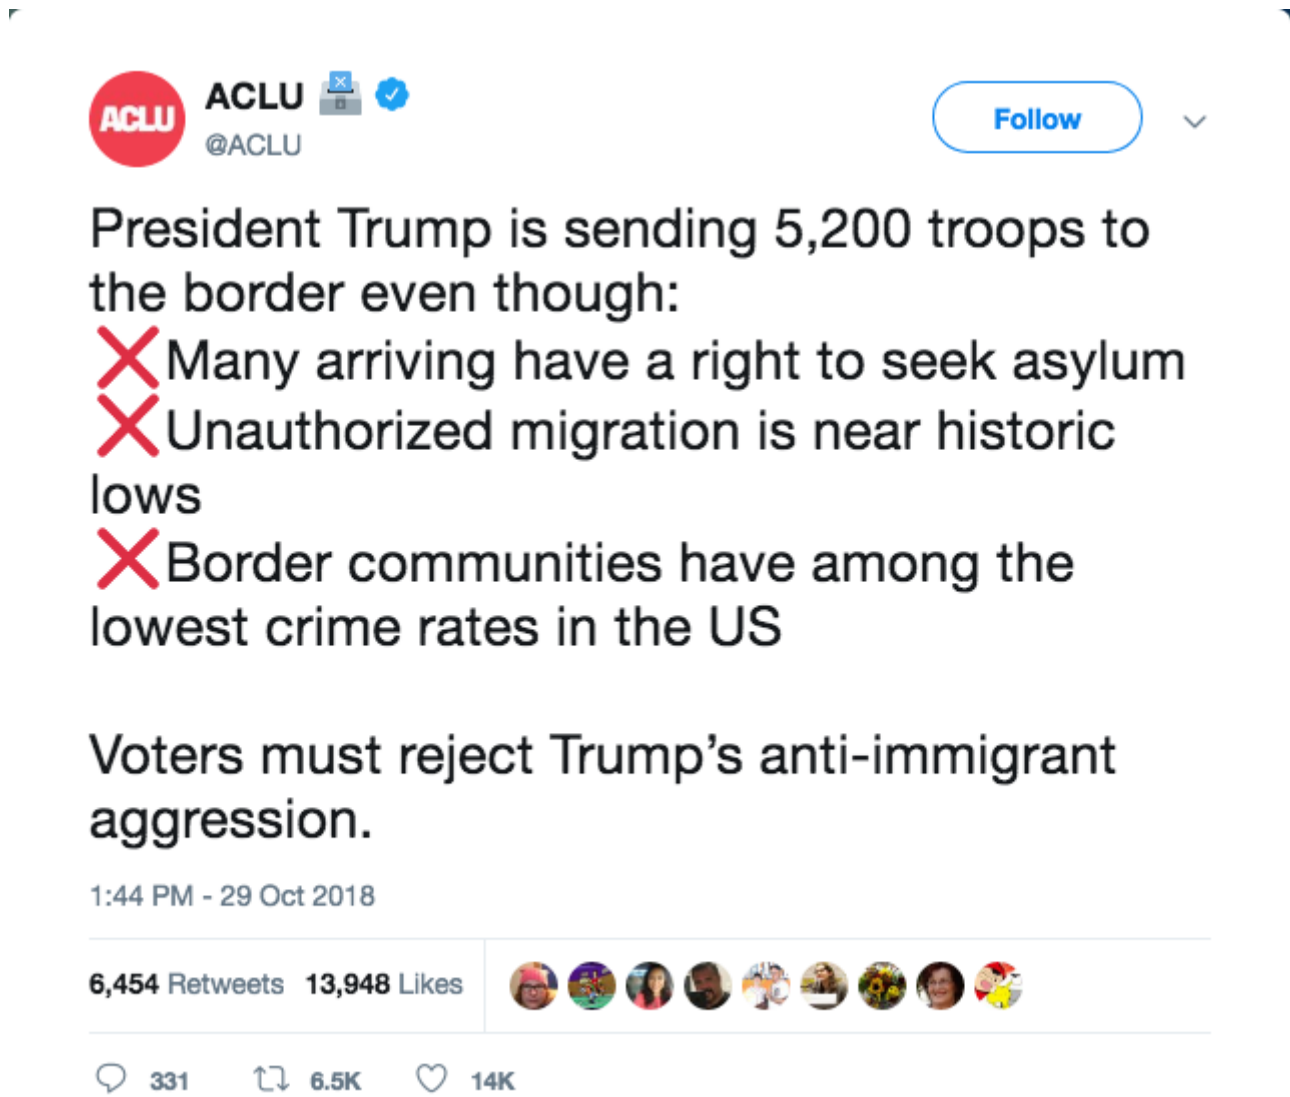 ACLU
ACLU
@ACLU
Follow
President Trump is sending 5,200 troops to
the border even though:
❌Many arriving have a right to seek asylum
❌Unauthorized migration is near historic
lows
❌Border communities have among the
lowest crime rates in the US
Voters must reject Trump’s anti-immigrant
aggression.
1:44 PM - 29 Oct 2018
6,454 Retweets 13,948 Likes
331 6.5K 14K